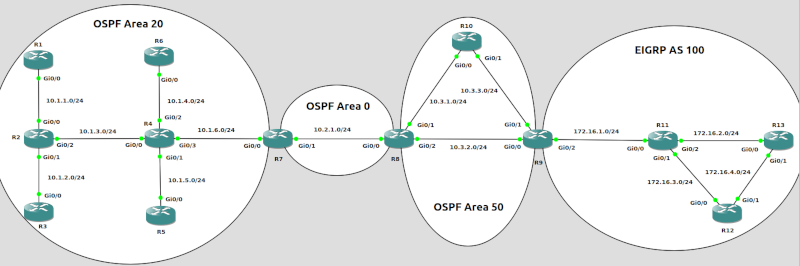 OSPF Area 20
R1
Gi0/0
10.1.1.0/24
Gi0/0
R2
Gi0/2
Gi0/1
10.1.2.0/24
Gi0/0
R3
10.1.3.0/24
R6
Gi0/0
10.1.4.0/24
Gi0/2
R4
Gi0/0
Gi0/3
Gi0/1
10.1.5.0/24
Gi0/0
R5
10.1.6.0/24
Gi0/0
R7
OSPF Area 0
Gi0/1
10.2.1.0/24
Gi0/0
R8
Gi0/1
Gi0/2
R10
Gi0/0
Gi0/1
10.3.1.0/24
10.3.3.0/24
10.3.2.0/24
OSPF Area 50
Gi0/1
Gi0/0
R9
Gi0/2
EIGRP AS 100
172.16.1.0/24
R11
Gi0/0
Gi0/2
Gi0/1
172.16.2.0/24
R13
Gi0/0
Gi0/1
172.16.4.0/24
172.16.3.0/24
Gi0/0
Gi0/1
R12